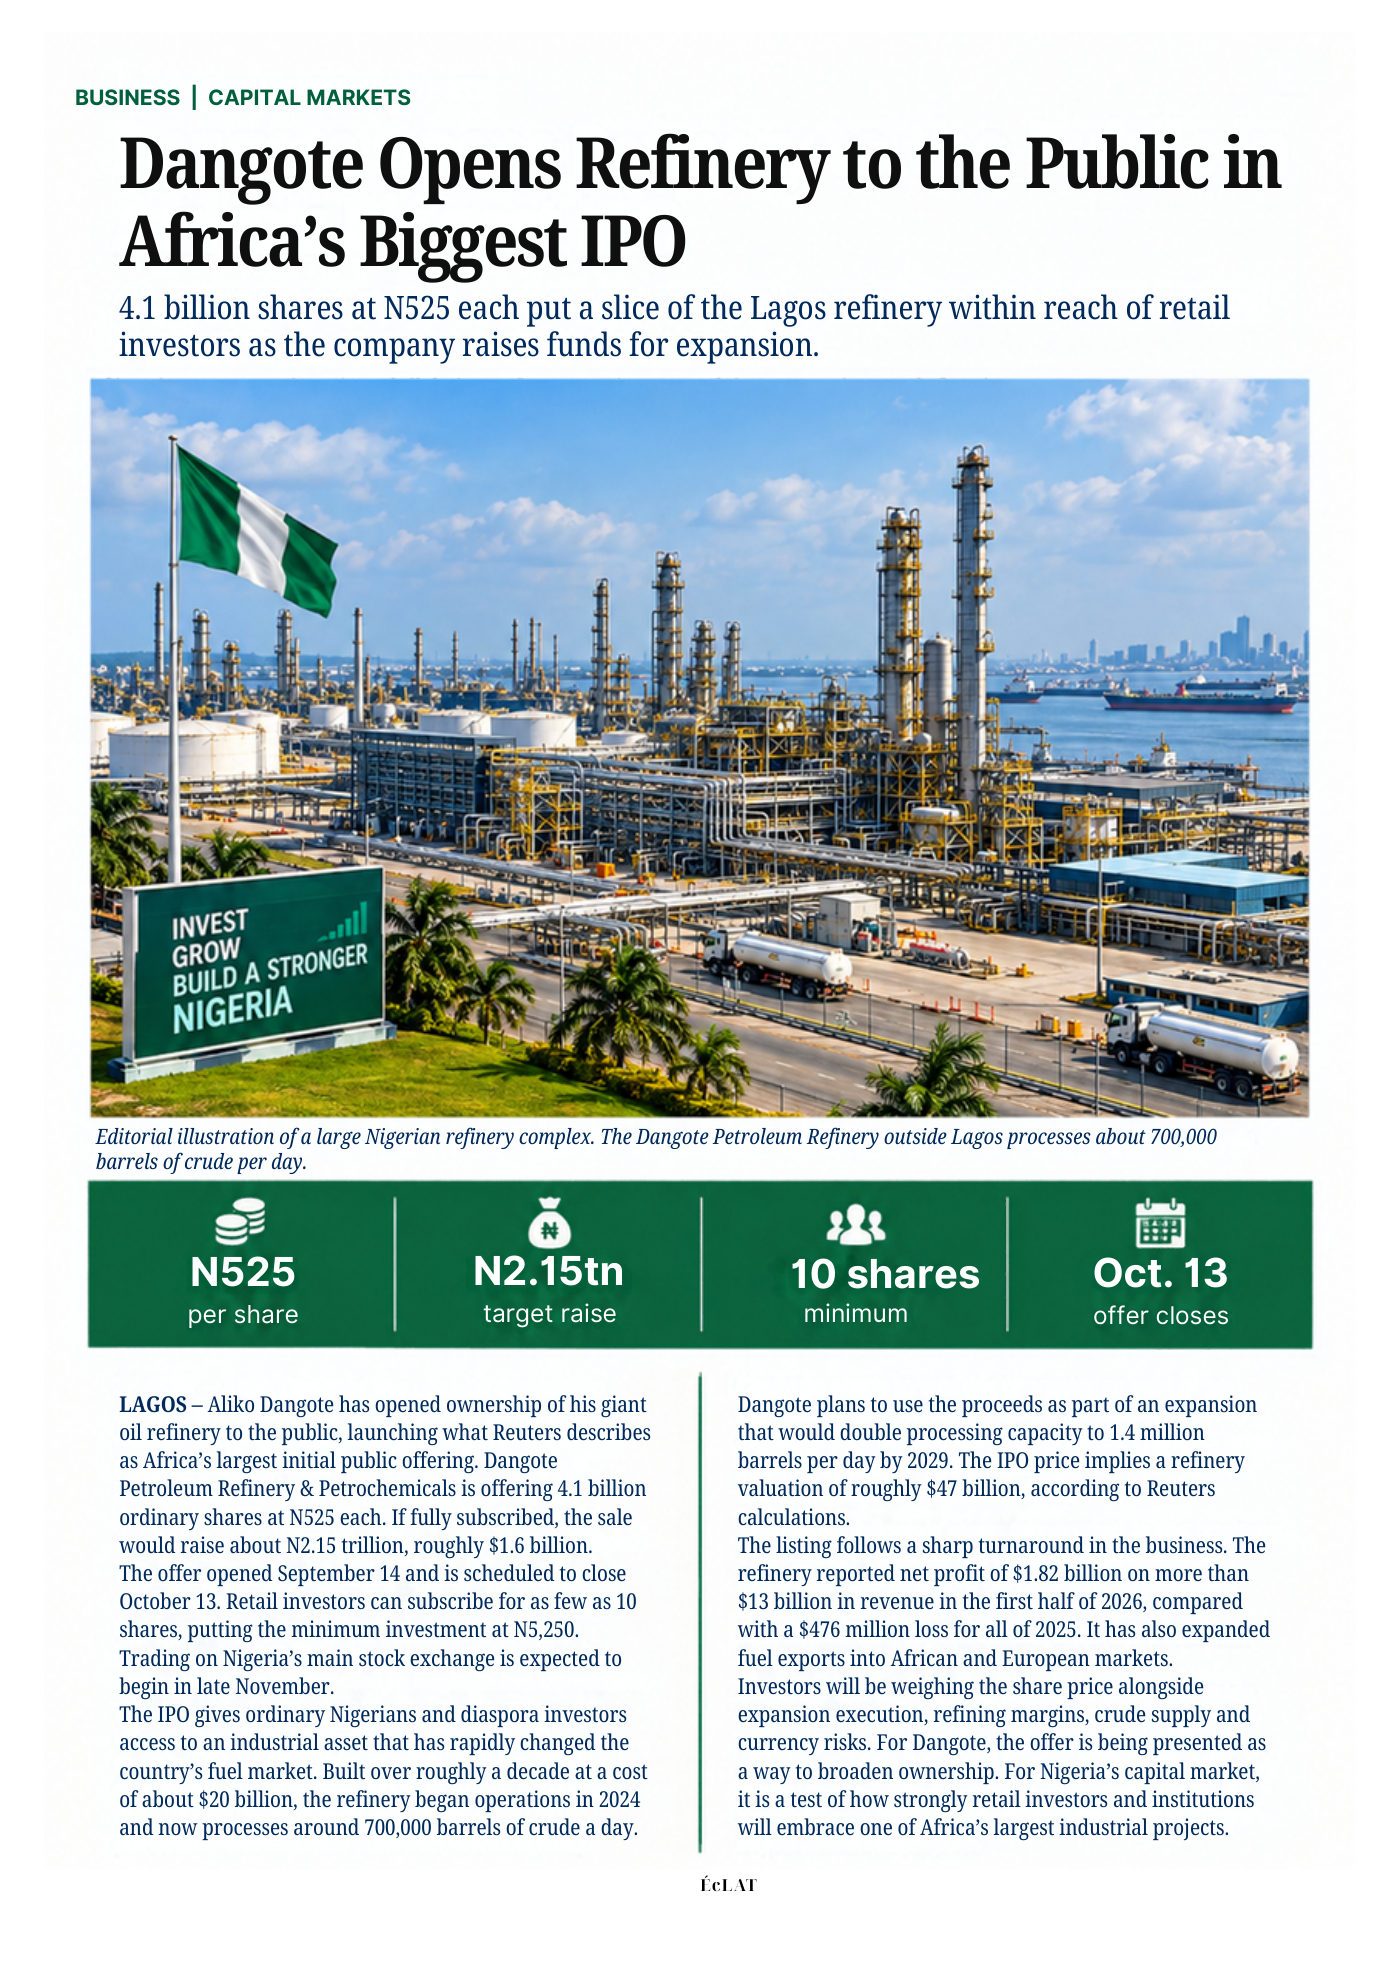 BUSINESS | CAPITAL MARKETS
Dangote Opens Refinery to the Public in
Africa’s Biggest IPO
4.1 billion shares at N525 each put a slice of the Lagos refinery within reach of retail
investors as the company raises funds for expansion.
INVEST
GROW
BUILD A STRONGER
NIGERIA
Editorial illustration of a large Nigerian refinery complex. The Dangote Petroleum Refinery outside Lagos processes about 700,000
barrels of crude per day.
₦
N525
per share
N2.15tn
target raise
10 shares
minimum
Oct. 13
offer closes
LAGOS – Aliko Dangote has opened ownership of his giant
oil refinery to the public, launching what Reuters describes
as Africa’s largest initial public offering. Dangote
Petroleum Refinery & Petrochemicals is offering 4.1 billion
ordinary shares at N525 each. If fully subscribed, the sale
would raise about N2.15 trillion, roughly $1.6 billion.
The offer opened September 14 and is scheduled to close
October 13. Retail investors can subscribe for as few as 10
shares, putting the minimum investment at N5,250.
Trading on Nigeria’s main stock exchange is expected to
begin in late November.
The IPO gives ordinary Nigerians and diaspora investors
access to an industrial asset that has rapidly changed the
country’s fuel market. Built over roughly a decade at a cost
of about $20 billion, the refinery began operations in 2024
and now processes around 700,000 barrels of crude a day.
Dangote plans to use the proceeds as part of an expansion
that would double processing capacity to 1.4 million
barrels per day by 2029. The IPO price implies a refinery
valuation of roughly $47 billion, according to Reuters
calculations.
The listing follows a sharp turnaround in the business. The
refinery reported net profit of $1.82 billion on more than
$13 billion in revenue in the first half of 2026, compared
with a $476 million loss for all of 2025. It has also expanded
fuel exports into African and European markets.
Investors will be weighing the share price alongside
expansion execution, refining margins, crude supply and
currency risks. For Dangote, the offer is being presented as
a way to broaden ownership. For Nigeria’s capital market,
it is a test of how strongly retail investors and institutions
will embrace one of Africa’s largest industrial projects.
ÉcLAT